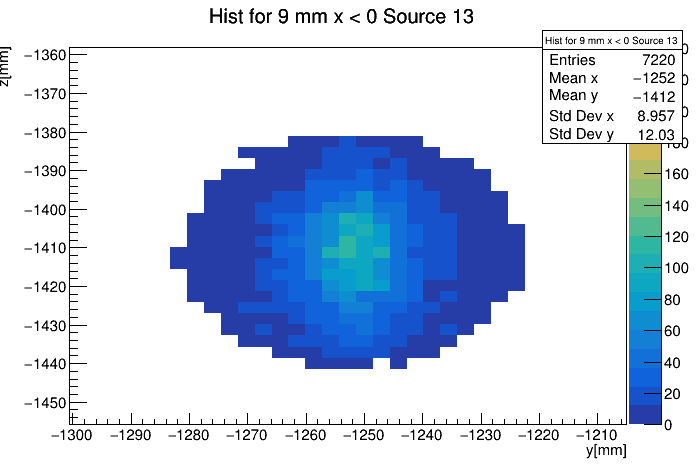 Hist for 9 mm x < 0 Source 13
z[mm]
−1360
−1370
−1380
−1390
−1400
−1410
−1420
−1430
−1440
−1450
Hist for 9 mm x < 0 Source 13
Entries 7220
Mean x −1252
Mean y −1412
Std Dev x 8.957
Std Dev y 12.03
160
140
120
100
80
60
40
20
0
−1300 −1290 −1280 −1270 −1260 −1250 −1240 −1230 −1220 −1210
y[mm]